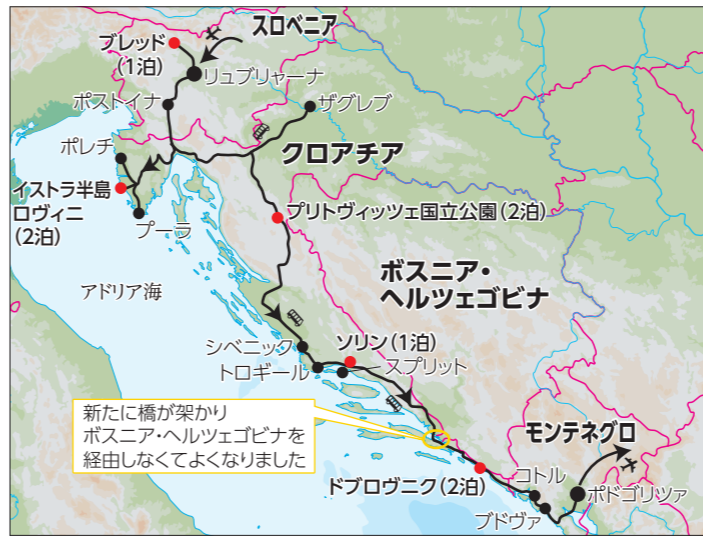 スロベニア
ブレッド
(1泊)
リュブリャーナ
ポストイナ
ザグレブ
ポレチ
クロアチア
イストラ半島
ロヴィニ
(2泊)
プーラ
プリトヴィッツェ国立公園(2泊)
ボスニア・
ヘルツェゴビナ
アドリア海
シベニック
ソリン(1泊)
トロギール
スプリット
新たに橋が架かり
ボスニア・ヘルツェゴビナを
経由しなくてよくなりました
モンテネグロ
ドブロヴニク(2泊)
コトル
ポドゴリツァ
ブドヴァ